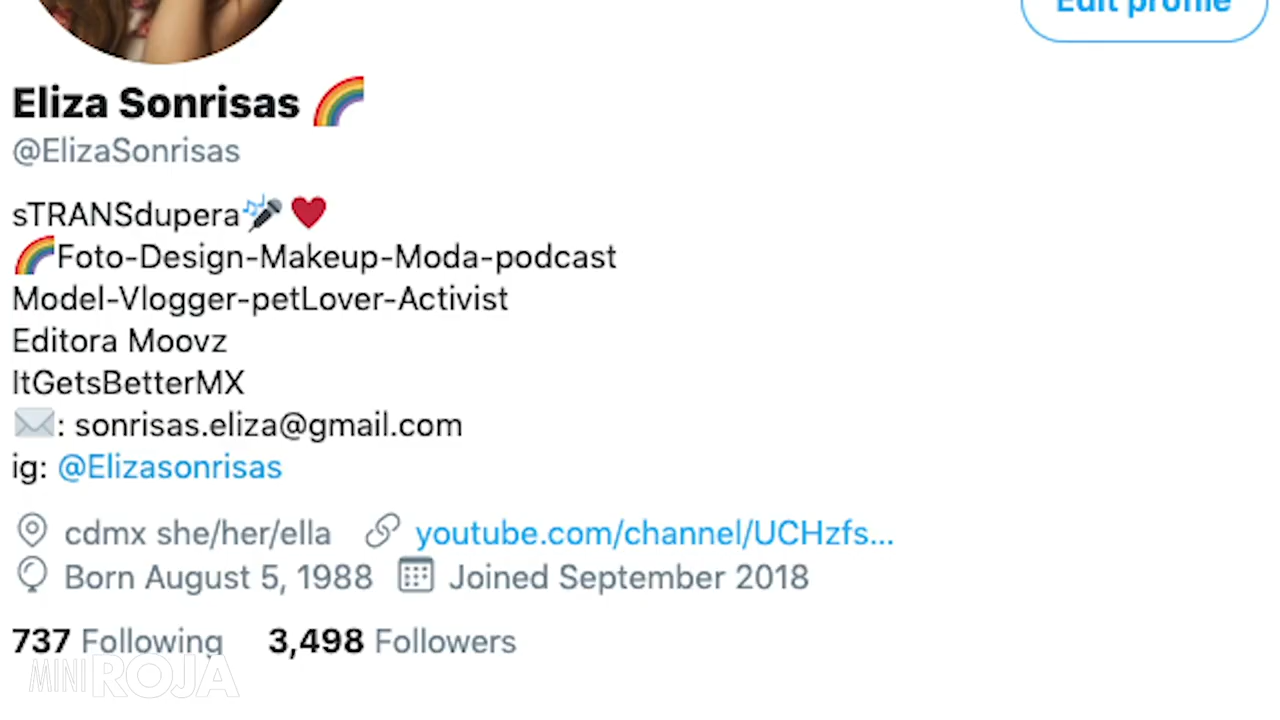 Edit profile
Eliza Sonrisas 🌈
@ElizaSonrisas
sTRANSdupera🎤❤️
🌈Foto-Design-Makeup-Moda-podcast
Model-Vlogger-petLover-Activist
Editora Moovz
ItGetsBetterMX
✉️: sonrisas.eliza@gmail.com
ig: @Elizasonrisas
cdmx she/her/ella youtube.com/channel/UCHzfs...
Born August 5, 1988 Joined September 2018
737 Following 3,498 Followers
MINI ROJA